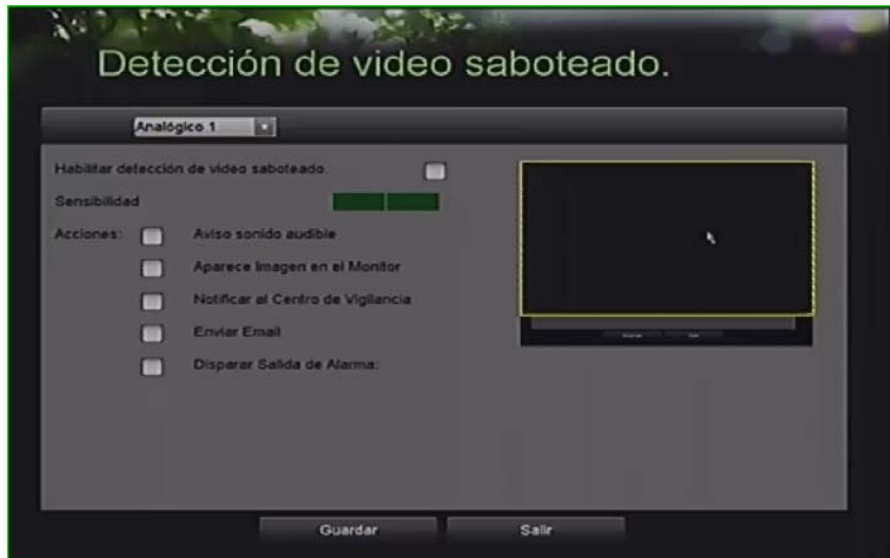 Detección de video saboteado.
Analógico 1
Habilitar detección de video saboteado.
Sensibilidad
Acciones:
Aviso sonido audible
Aparece Imagen en el Monitor
Notificar al Centro de Vigilancia
Enviar Email
Disparar Salida de Alarma:
Guardar
Salir